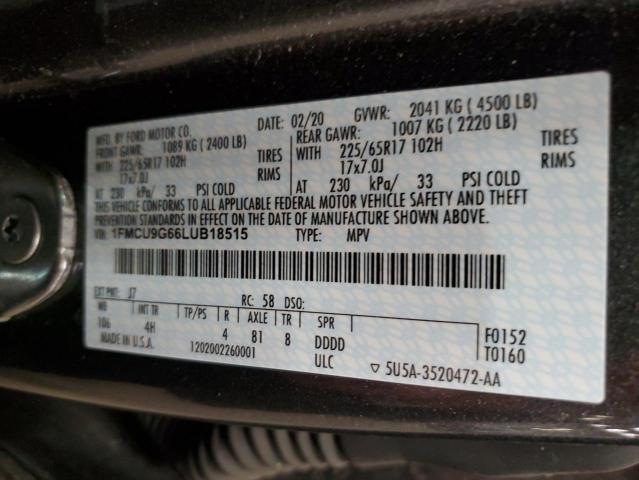 MFD. BY FORD MOTOR CO.
DATE: 02/20 GVWR: 2041 KG ( 4500 LB)
FRONT GAWR: 1089 KG ( 2400 LB) REAR GAWR: 1007 KG ( 2220 LB)
WITH 225/65R17 102H TIRES WITH 225/65R17 102H TIRES
17x7.0J RIMS 17x7.0J RIMS
AT 230 kPa/ 33 PSI COLD AT 230 kPa/ 33 PSI COLD
THIS VEHICLE CONFORMS TO ALL APPLICABLE FEDERAL MOTOR VEHICLE SAFETY AND THEFT
PREVENTION STANDARDS IN EFFECT ON THE DATE OF MANUFACTURE SHOWN ABOVE.
VIN: 1FMCU9G66LUB18515 TYPE: MPV
EXT PNT: J7 RC: 58 DSO:
WB INT TR TP/PS R AXLE TR SPR
106 4H 4 81 8 DDDD F0152
MADE IN U.S.A. 1202002260001 ULC T0160
5U5A-3520472-AA